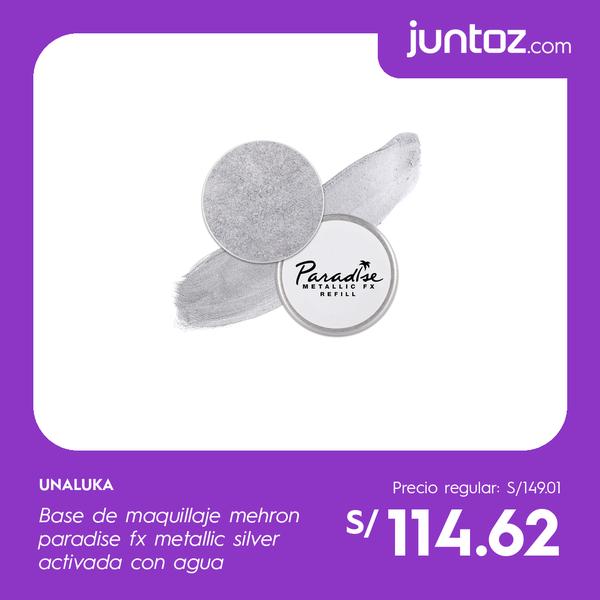 juntoz.com
Paradise
METALLIC FX
REFILL
UNALUKA
Base de maquillaje mehron
paradise fx metallic silver
activada con agua
Precio regular: S/149.01
S/114.62